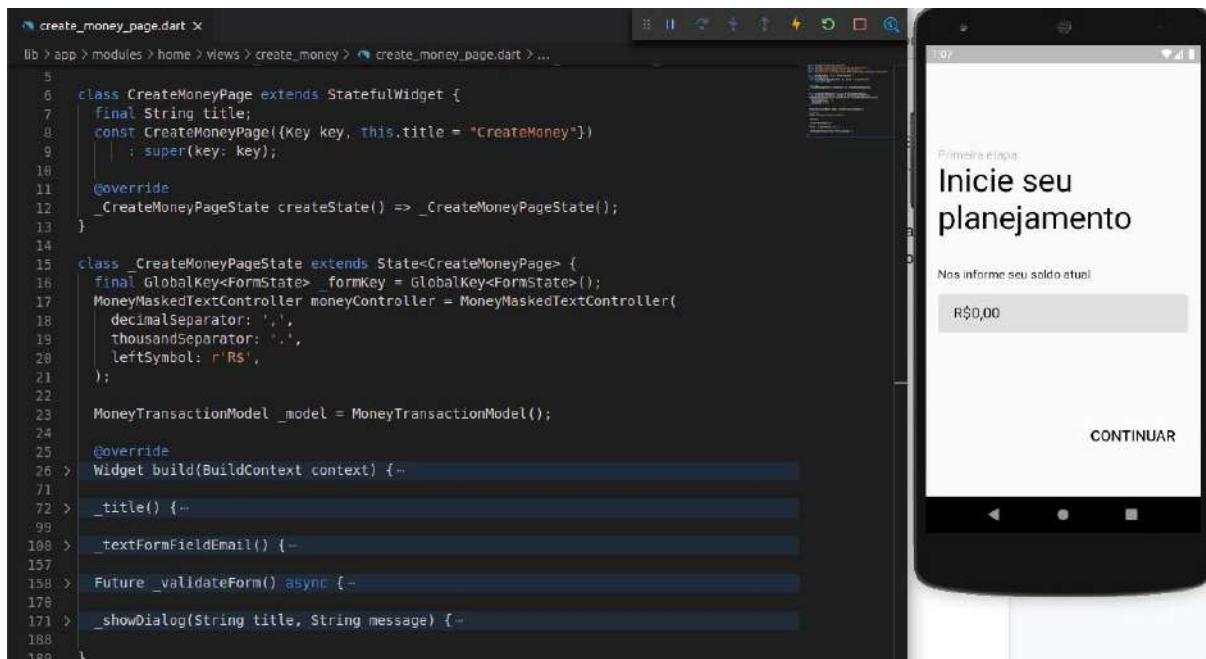 create_money_page.dart ×
lib > app > modules > home > views > create_money > create_money_page.dart > ...
5
6 class CreateMoneyPage extends StatefulWidget {
7 final String title;
8 const CreateMoneyPage({Key key, this.title = "CreateMoney"})
9 : super(key: key);
10
11 @override
12 _CreateMoneyPageState createState() => _CreateMoneyPageState();
13 }
14
15 class _CreateMoneyPageState extends State<CreateMoneyPage> {
16 final GlobalKey<FormState> _formKey = GlobalKey<FormState>();
17 MoneyMaskedTextController moneyController = MoneyMaskedTextController(
18 decimalSeparator: ',',
19 thousandSeparator: '.',
20 leftSymbol: r'R$',
21 );
22
23 MoneyTransactionModel _model = MoneyTransactionModel();
24
25 @override
26 > Widget build(BuildContext context) {…
71
72 > _title() {…
99
100 > _textFormFieldEmail() {…
157
158 > Future _validateForm() async {…
170
171 > _showDialog(String title, String message) {…
188
189 }
1:07
Primeira etapa
Inicie seu
planejamento
Nos informe seu saldo atual
R$0,00
CONTINUAR